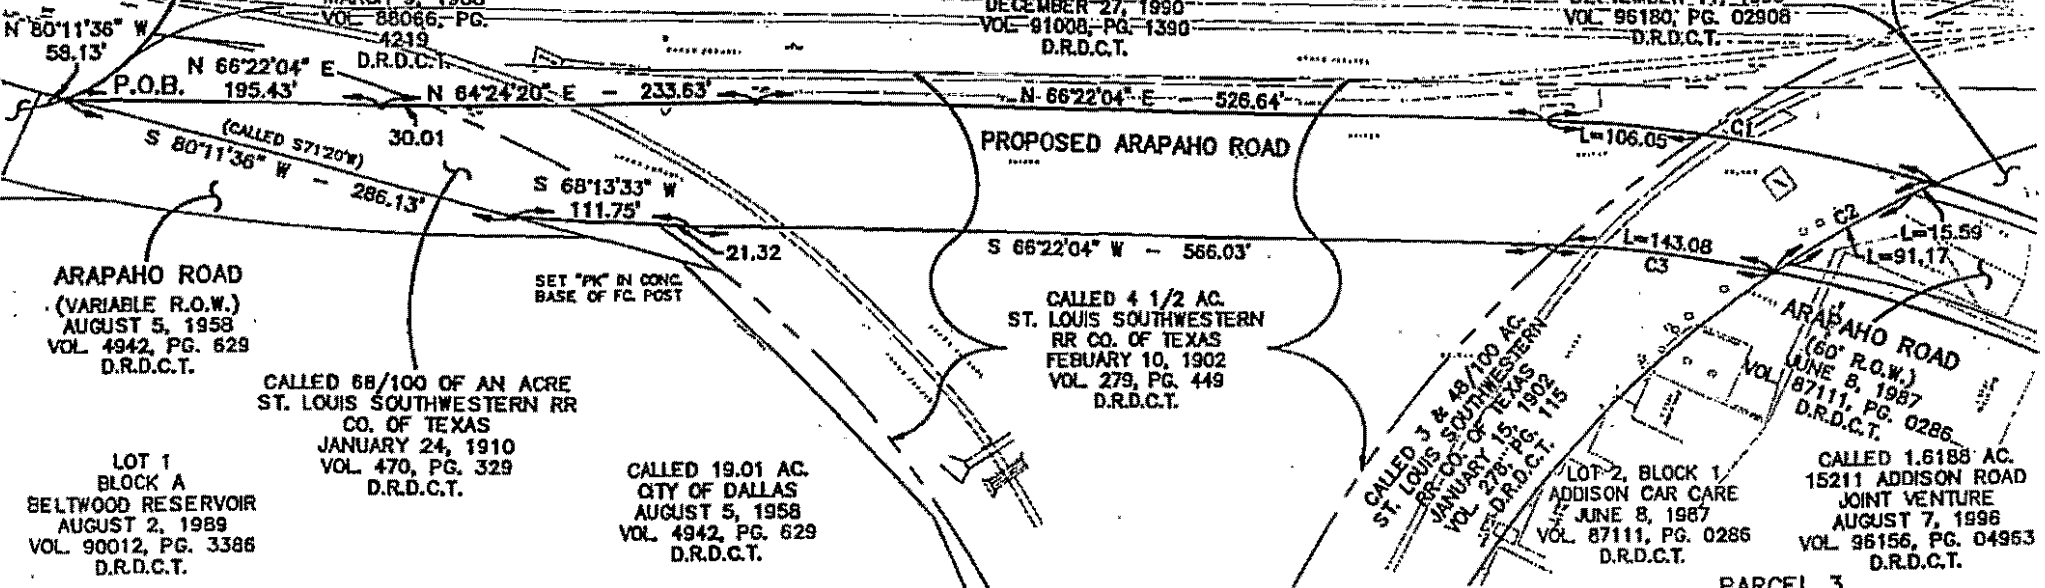 N 80°11'36" W
58.13'
MARCH 9, 1988
VOL 88066, PG.
4219
D.R.D.C.T.
DECEMBER 27, 1990
VOL 91008, PG. 1390
D.R.D.C.T.
VOL 96180, PG. 02908
D.R.D.C.T.
P.O.B.
N 66°22'04" E
195.43'
N 64°24'20" E - 233.63'
N 66°22'04" E - 526.64'
L=106.05
C1
30.01
(CALLED S71°20'W)
S 80°11'36" W - 286.13'
PROPOSED ARAPAHO ROAD
S 68°13'33" W
111.75'
21.32
S 66°22'04" W - 566.03'
L=143.08
C3
C2
L=15.59
L=91.17
ARAPAHO ROAD
(VARIABLE R.O.W.)
AUGUST 5, 1958
VOL. 4942, PG. 629
D.R.D.C.T.
SET "PK" IN CONC.
BASE OF FC. POST
CALLED 4 1/2 AC.
ST. LOUIS SOUTHWESTERN
RR CO. OF TEXAS
FEBUARY 10, 1902
VOL. 279, PG. 449
D.R.D.C.T.
ARAPAHO ROAD
(60' R.O.W.)
JUNE 8, 1987
VOL 87111, PG. 0286
D.R.D.C.T.
CALLED 68/100 OF AN ACRE
ST. LOUIS SOUTHWESTERN RR
CO. OF TEXAS
JANUARY 24, 1910
VOL. 470, PG. 329
D.R.D.C.T.
CALLED 3 & 48/100 AC.
ST. LOUIS SOUTHWESTERN
RR CO. OF TEXAS
JANUARY 15, 1902
VOL. 278, PG. 115
D.R.D.C.T.
LOT 1
BLOCK A
BELTWOOD RESERVOIR
AUGUST 2, 1989
VOL. 90012, PG. 3386
D.R.D.C.T.
CALLED 19.01 AC.
CITY OF DALLAS
AUGUST 5, 1958
VOL. 4942, PG. 629
D.R.D.C.T.
LOT 2, BLOCK 1
ADDISON CAR CARE
JUNE 8, 1987
VOL. 87111, PG. 0286
D.R.D.C.T.
CALLED 1.6188 AC.
15211 ADDISON ROAD
JOINT VENTURE
AUGUST 7, 1996
VOL 96156, PG. 04963
D.R.D.C.T.
PARCEL 3